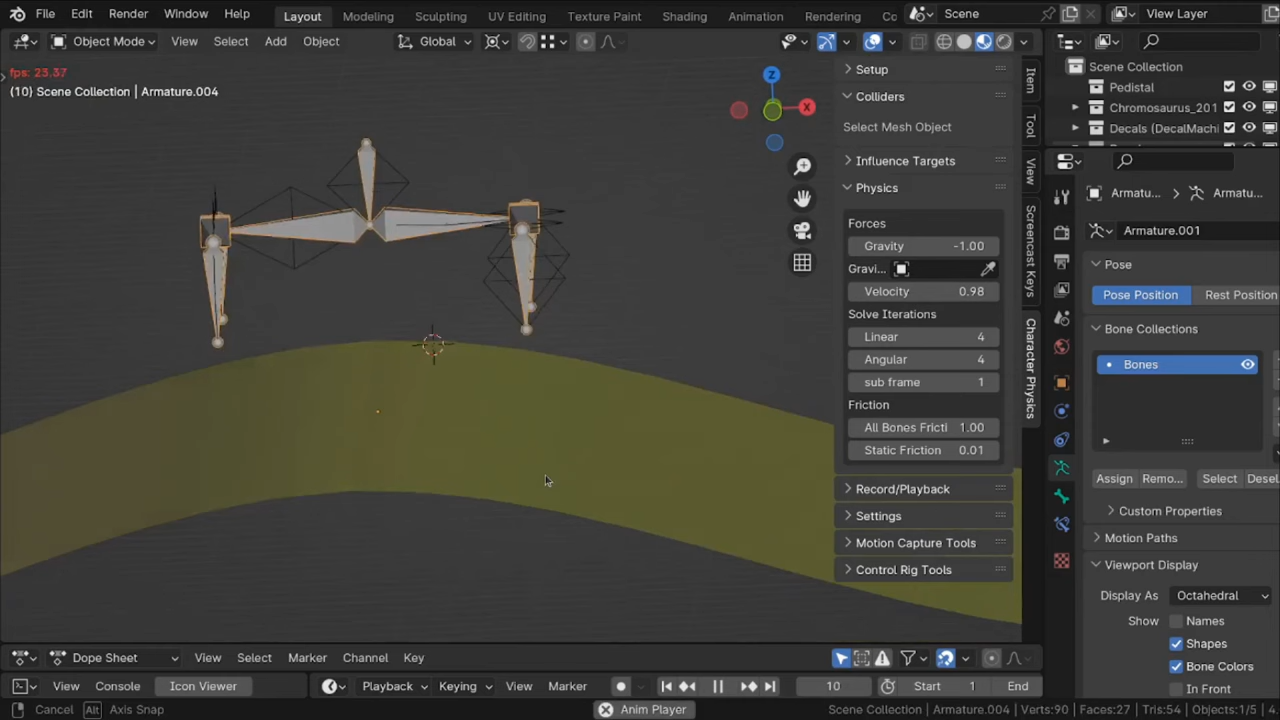 File Edit Render Window Help Layout Modeling Sculpting UV Editing Texture Paint Shading Animation Rendering Co Scene View Layer
Object Mode View Select Add Object Global
fps: 23.37
(10) Scene Collection | Armature.004
Z
X
Setup
Colliders
Select Mesh Object
Influence Targets
Physics
Forces
Gravity -1.00
Gravi...
Velocity 0.98
Solve Iterations
Linear 4
Angular 4
sub frame 1
Friction
All Bones Fricti 1.00
Static Friction 0.01
Record/Playback
Settings
Motion Capture Tools
Control Rig Tools
Item
Tool
View
Screencast Keys
Character Physics
Scene Collection
Pedistal
Chromosaurus_201
Decals (DecalMachi
Armatu... Armatu...
Armature.001
Pose
Pose Position Rest Position
Bone Collections
Bones
Assign Remo... Select Desel
Custom Properties
Motion Paths
Viewport Display
Display As Octahedral
Show Names
Shapes
Bone Colors
In Front
Dope Sheet View Select Marker Channel Key
View Console Icon Viewer Playback Keying View Marker 10 Start 1 End
Cancel Alt Axis Snap Anim Player Scene Collection | Armature.004 | Verts:90 | Faces:27 | Tris:54 | Objects:1/5 | 4